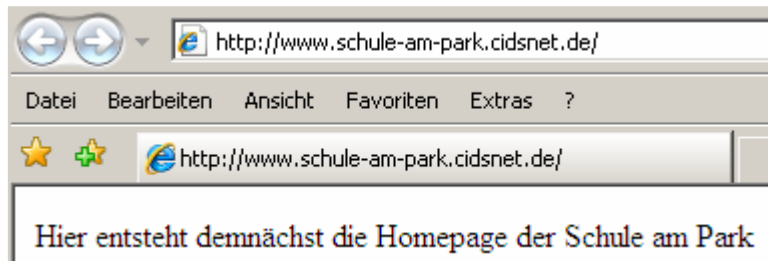 http://www.schule-am-park.cidsnet.de/
Datei Bearbeiten Ansicht Favoriten Extras ?
http://www.schule-am-park.cidsnet.de/
Hier entsteht demnächst die Homepage der Schule am Park